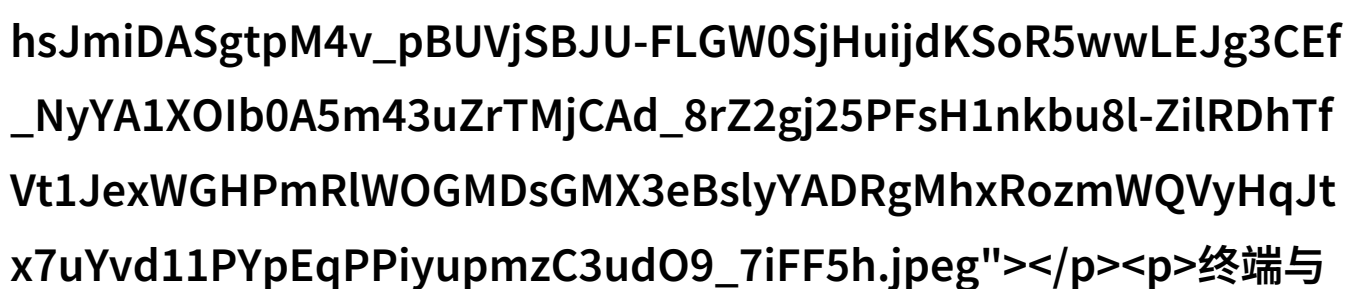 hsJmiDASgtpM4v_pBUVjSBJU-FLGW0SjHuijdKSoR5wwLEJg3CEf
_NyYA1XOIb0A5m43uZrTMjCAd_8rZ2gj25PFsH1nkbu8l-ZilRDhTf
Vt1JexWGHPmRlWOGMDsGMX3eBslyYADRgMhxRozmWQVyHqJt
x7uYvd11PYpEqPPiyupmzC3udO9_7iFF5h.jpeg"></p><p>终端与